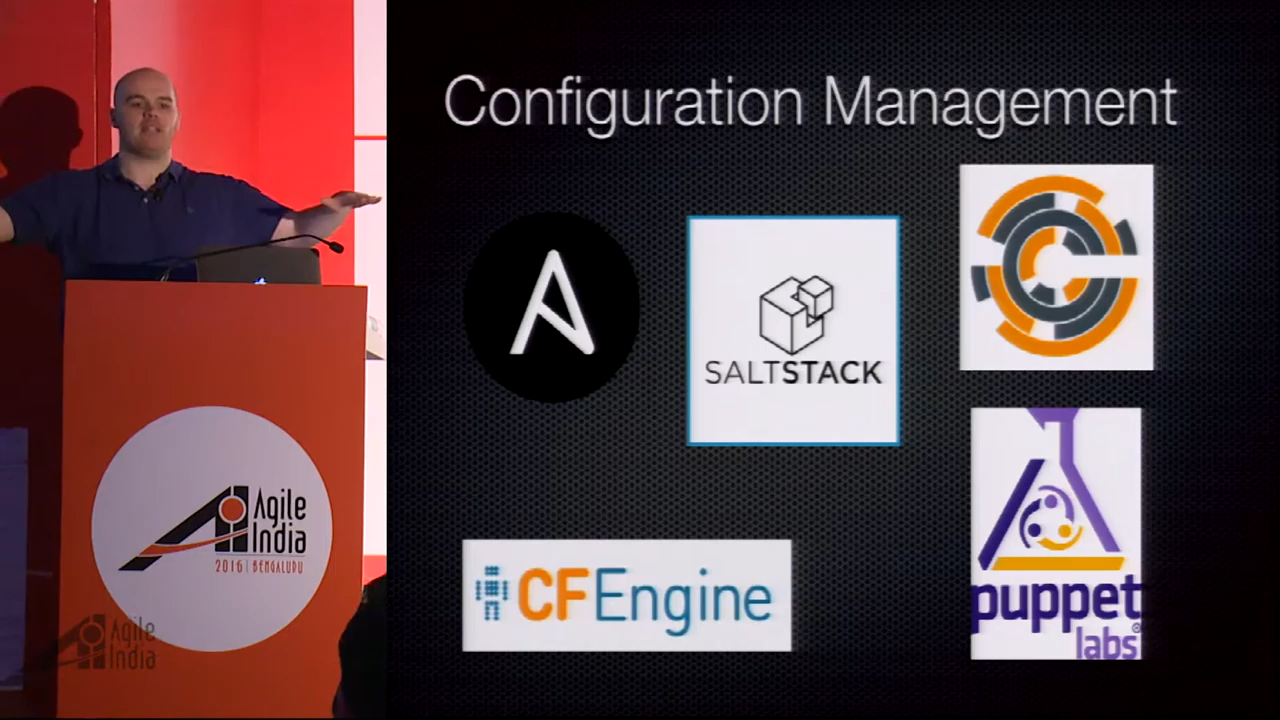 Configuration Management
SALTSTACK
CFEngine
puppet
labs®
Agile
India
2016 | BENGALURU
Agile
India